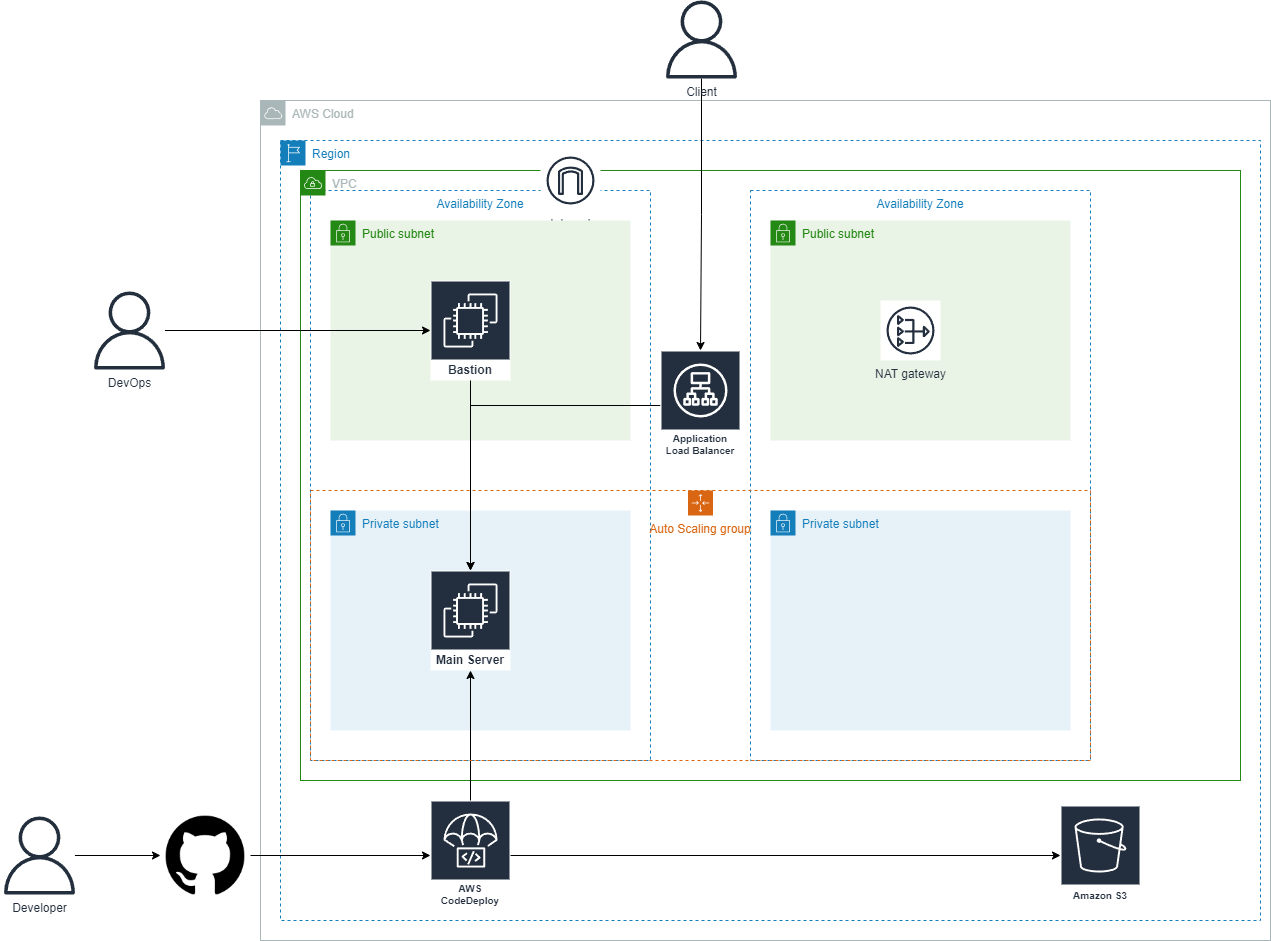 Client
AWS Cloud
Region
VPC
Availability Zone
Availability Zone
Public subnet
Public subnet
Bastion
NAT gateway
DevOps
Application
Load Balancer
Private subnet
Auto Scaling group
Private subnet
Main Server
AWS
CodeDeploy
Amazon S3
Developer